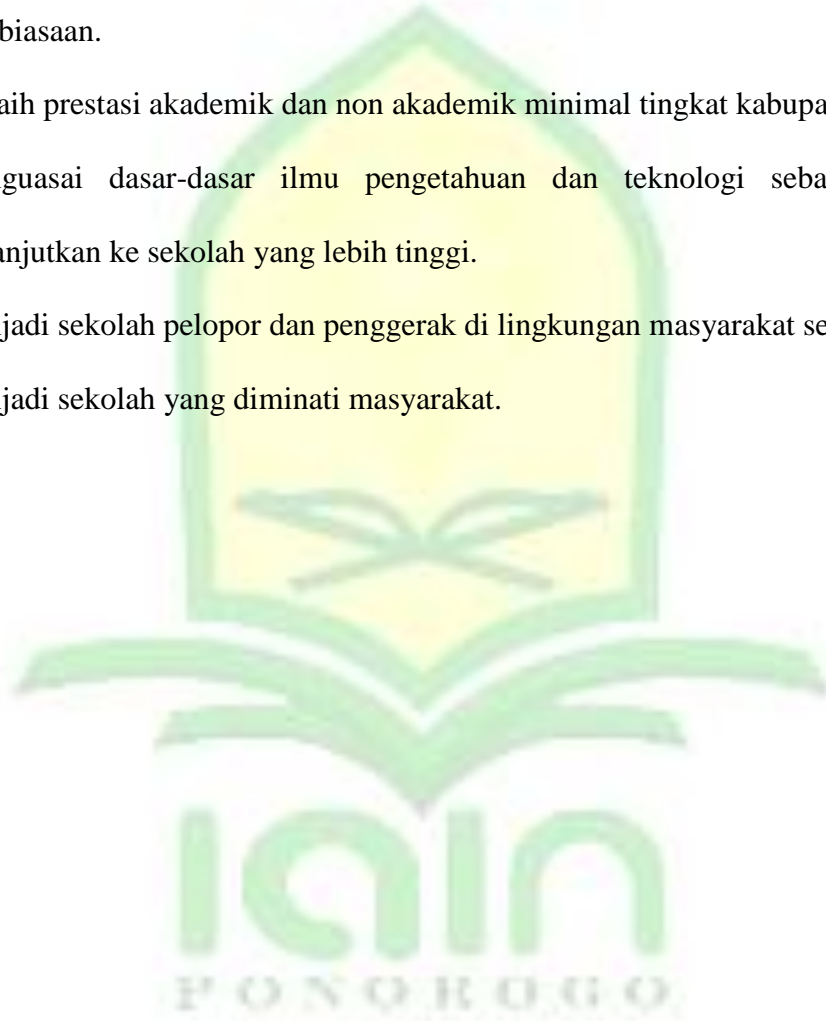 biasaan.
aih prestasi akademik dan non akademik minimal tingkat kabupa
guasai dasar-dasar ilmu pengetahuan dan teknologi seba
anjutkan ke sekolah yang lebih tinggi.
jadi sekolah pelopor dan penggerak di lingkungan masyarakat se
jadi sekolah yang diminati masyarakat.
iain
PONOROGO